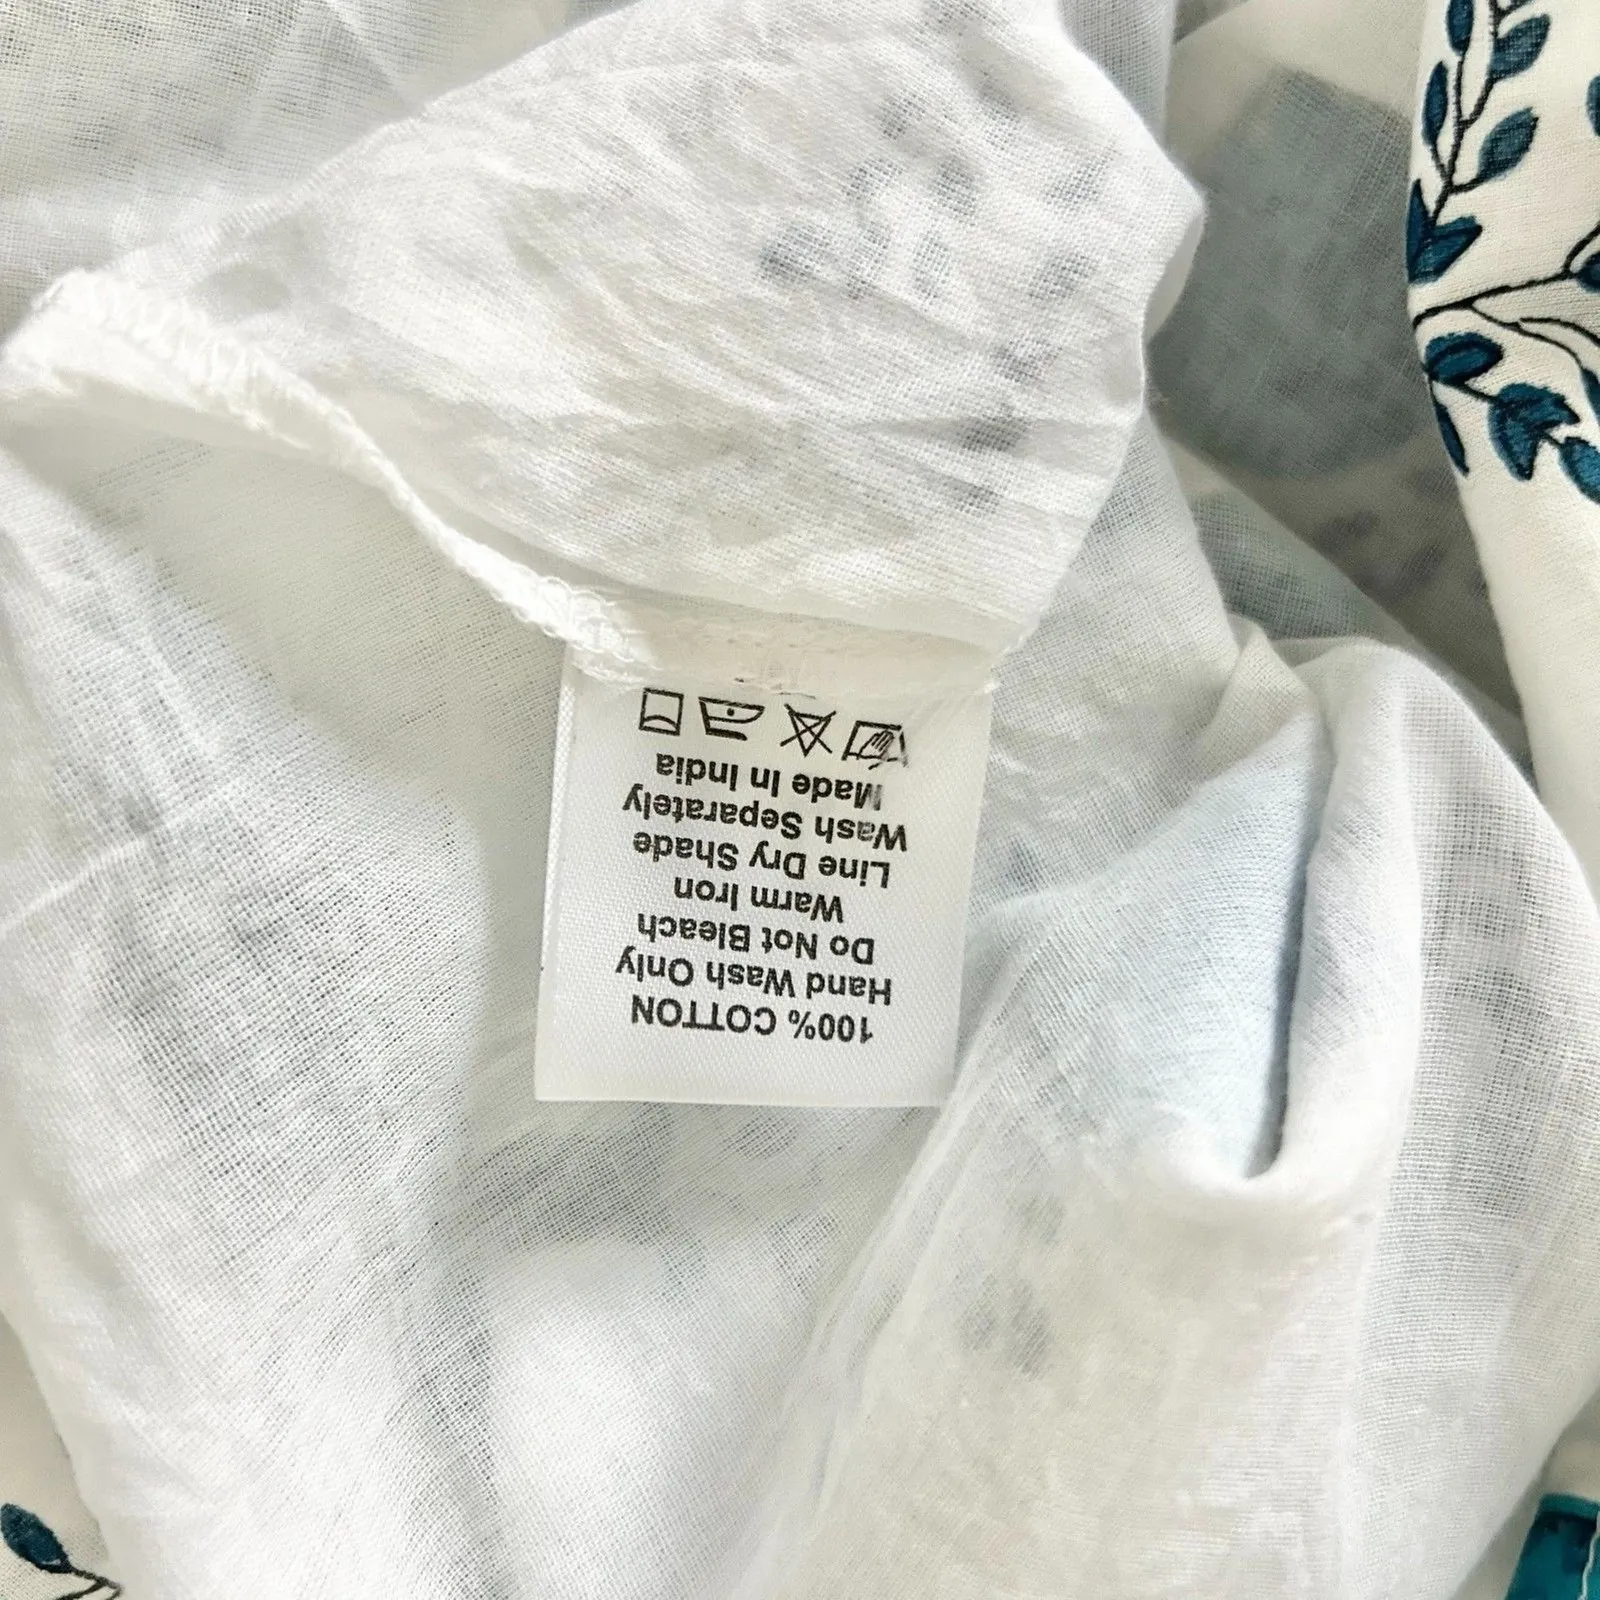 100% COTTON
Hand Wash Only
Do Not Bleach
Warm Iron
Line Dry Shade
Wash Separately
Made In India